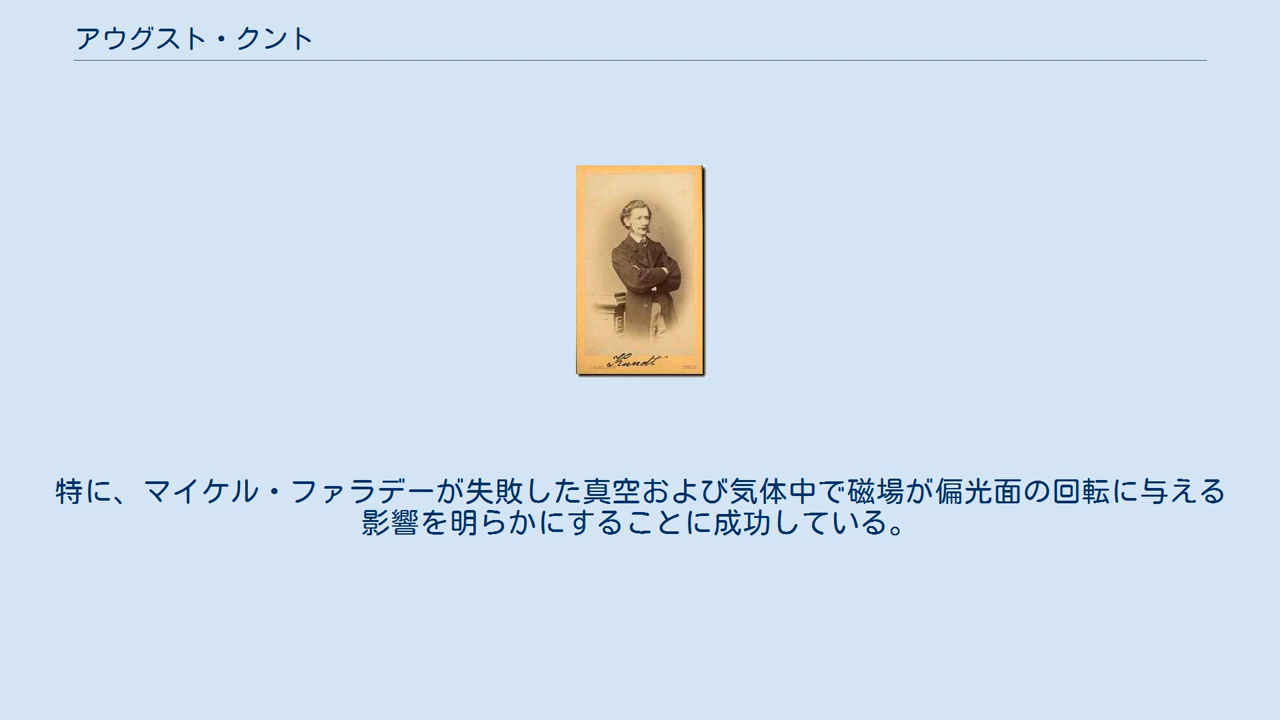 アウグスト・クント
Kundt
特に、マイケル・ファラデーが失敗した真空および気体中で磁場が偏光面の回転に与える
影響を明らかにすることに成功している。